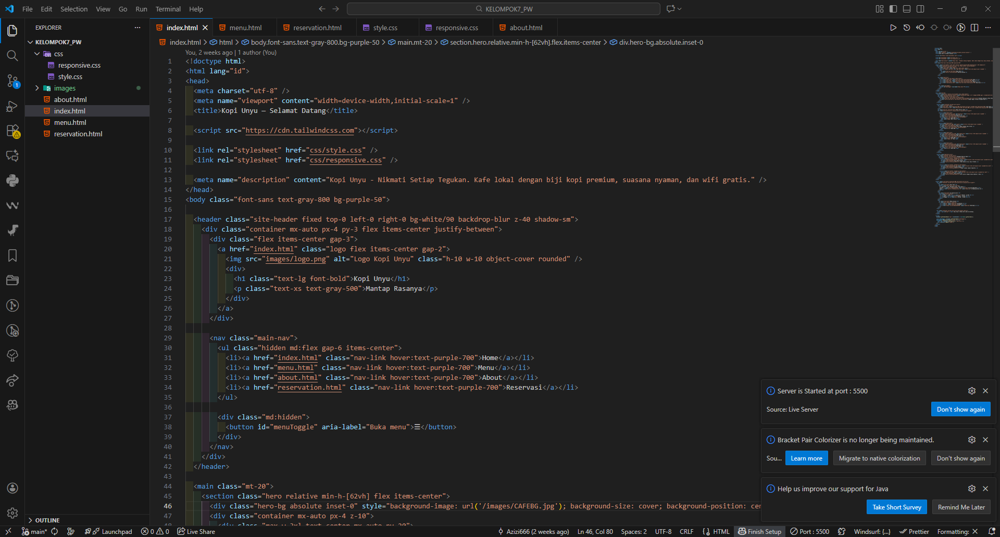 File Edit Selection View Go Run Terminal Help
KELOMPOK7_PW
EXPLORER
KELOMPOK7_PW
css
responsive.css
style.css
images
about.html
index.html
menu.html
reservation.html
OUTLINE
1
index.html menu.html reservation.html style.css responsive.css about.html
index.html > html > body.font-sans.text-gray-800.bg-purple-50 > main.mt-20 > section.hero.relative.min-h-[62vh].flex.items-center > div.hero-bg.absolute.inset-0
You, 2 weeks ago | 1 author (You)
1 <!doctype html>
2 <html lang="id">
3 <head>
4 <meta charset="utf-8" />
5 <meta name="viewport" content="width=device-width,initial-scale=1" />
6 <title>Kopi Unyu — Selamat Datang</title>
7
8 <script src="https://cdn.tailwindcss.com"></script>
9
10 <link rel="stylesheet" href="css/style.css" />
11 <link rel="stylesheet" href="css/responsive.css" />
12
13 <meta name="description" content="Kopi Unyu - Nikmati Setiap Tegukan. Kafe lokal dengan biji kopi premium, suasana nyaman, dan wifi gratis." />
14 </head>
15 <body class="font-sans text-gray-800 bg-purple-50">
16
17 <header class="site-header fixed top-0 left-0 right-0 bg-white/90 backdrop-blur z-40 shadow-sm">
18 <div class="container mx-auto px-4 py-3 flex items-center justify-between">
19 <div class="flex items-center gap-3">
20 <a href="index.html" class="logo flex items-center gap-2">
21 <img src="images/logo.png" alt="Logo Kopi Unyu" class="h-10 w-10 object-cover rounded" />
22 <div>
23 <h1 class="text-lg font-bold">Kopi Unyu</h1>
24 <p class="text-xs text-gray-500">Mantap Rasanya</p>
25 </div>
26 </a>
27 </div>
28
29 <nav class="main-nav">
30 <ul class="hidden md:flex gap-6 items-center">
31 <li><a href="index.html" class="nav-link hover:text-purple-700">Home</a></li>
32 <li><a href="menu.html" class="nav-link hover:text-purple-700">Menu</a></li>
33 <li><a href="about.html" class="nav-link hover:text-purple-700">About</a></li>
34 <li><a href="reservation.html" class="nav-link hover:text-purple-700">Reservasi</a></li>
35 </ul>
36
37 <div class="md:hidden">
38 <button id="menuToggle" aria-label="Buka menu">☰</button>
39 </div>
40 </nav>
41 </div>
42 </header>
43
44 <main class="mt-20">
45 <section class="hero relative min-h-[62vh] flex items-center">
46 <div class="hero-bg absolute inset-0" style="background-image: url('/images/CAFEBG.jpg'); background-size: cover; background-position: cen
47 <div class="container mx-auto px-4 z-10">
Server is Started at port : 5500
Source: Live Server Don't show again
Bracket Pair Colorizer is no longer being maintained.
Sou... Learn more Migrate to native colorization Don't show again
Help us improve our support for Java
Take Short Survey Remind Me Later
main* Launchpad 0 0 Live Share Azizi666 (2 weeks ago) Ln 46, Col 80 Spaces: 2 UTF-8 CRLF {} HTML Finish Setup Port : 5500 Windsurf: {...} Prettier Formatting: ×